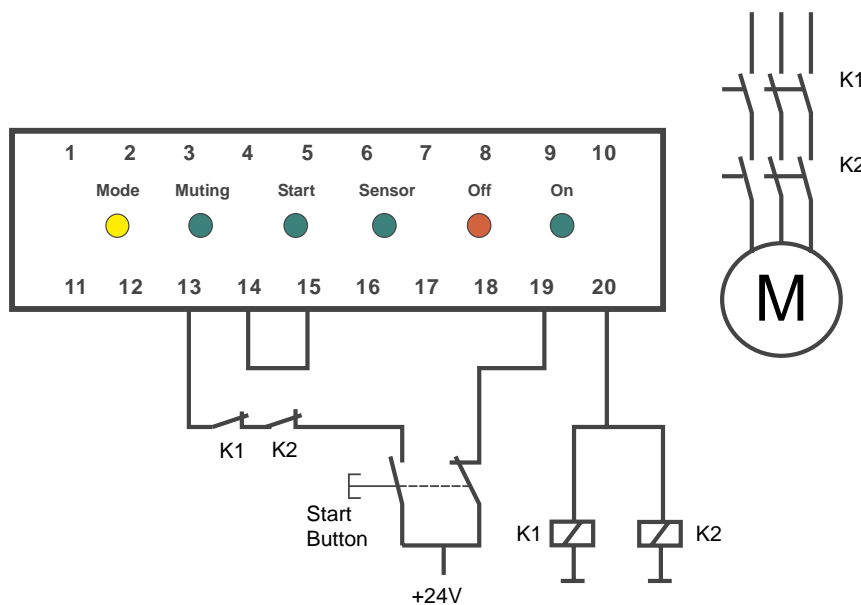 K1
1 2 3 4 5 6 7 8 9 10
K2
Mode Muting Start Sensor Off On
11 12 13 14 15 16 17 18 19 20
M
K1 K2
Start
Button
K1 K2
+24V